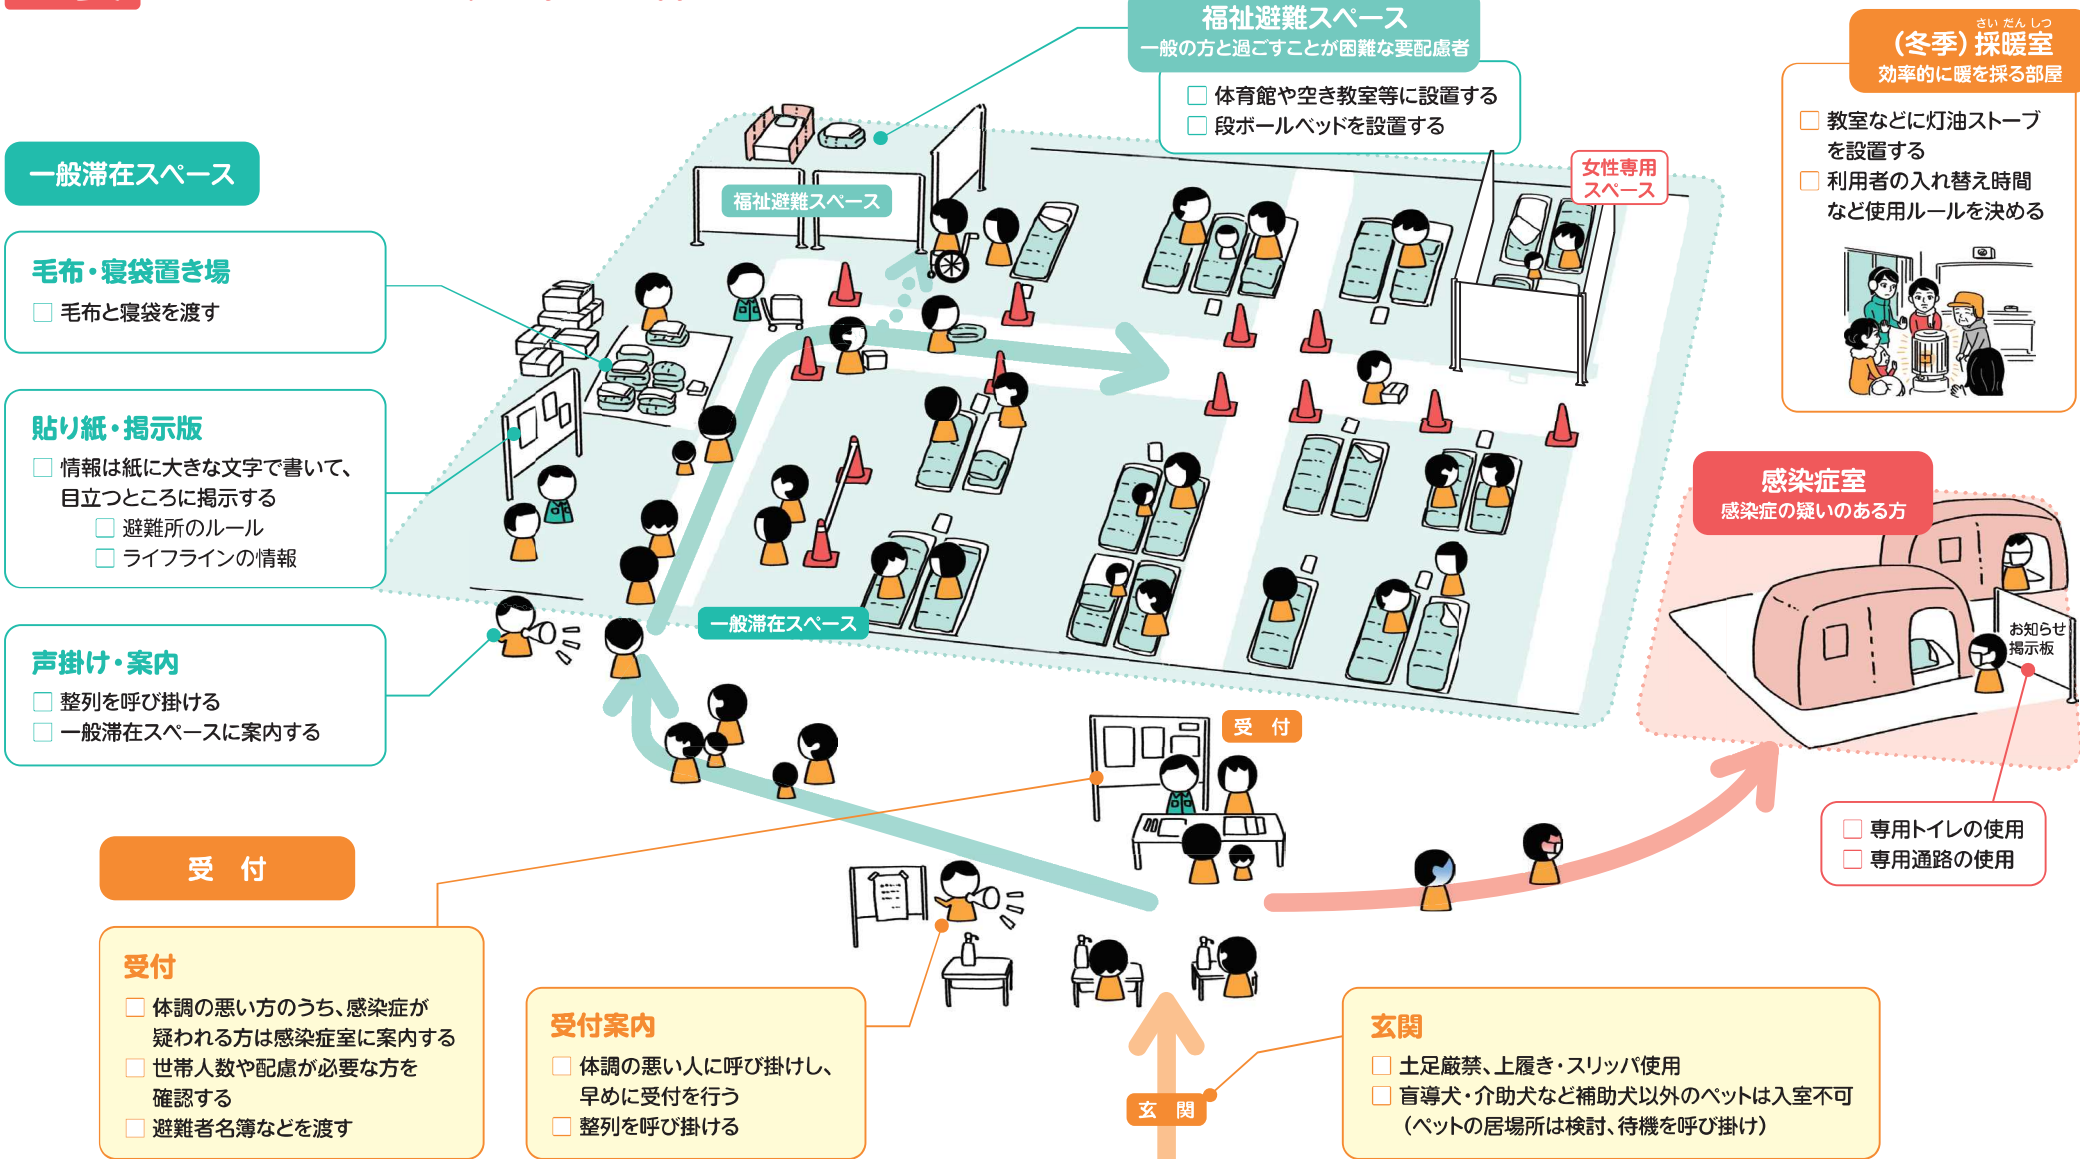 福祉避難スペース
一般の方と過ごすことが困難な要配慮者
□ 体育館や空き教室等に設置する
□ 段ボールベッドを設置する
さいだんしつ
(冬季)採暖室
効率的に暖を採る部屋
□ 教室などに灯油ストーブ
を設置する
□ 利用者の入れ替え時間
など使用ルールを決める
一般滞在スペース
毛布・寝袋置き場
□ 毛布と寝袋を渡す
貼り紙・掲示版
□ 情報は紙に大きな文字で書いて、
目立つところに掲示する
□ 避難所のルール
□ ライフラインの情報
声掛け・案内
□ 整列を呼び掛ける
□ 一般滞在スペースに案内する
福祉避難スペース
女性専用
スペース
一般滞在スペース
感染症室
感染症の疑いのある方
お知らせ
掲示板
□ 専用トイレの使用
□ 専用通路の使用
受 付
受 付
受付
□ 体調の悪い方のうち、感染症が
疑われる方は感染症室に案内する
□ 世帯人数や配慮が必要な方を
確認する
□ 避難者名簿などを渡す
受付案内
□ 体調の悪い人に呼び掛けし、
早めに受付を行う
□ 整列を呼び掛ける
玄 関
玄関
□ 土足厳禁、上履き・スリッパ使用
□ 盲導犬・介助犬など補助犬以外のペットは入室不可
(ペットの居場所は検討、待機を呼び掛け)